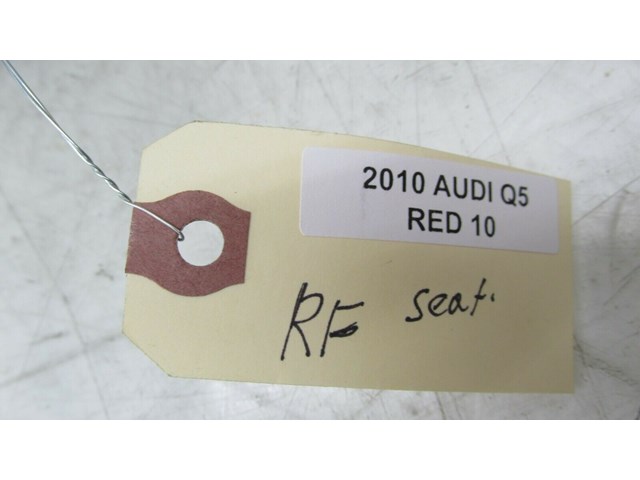 2010 AUDI Q5
RED 10
RF seat.